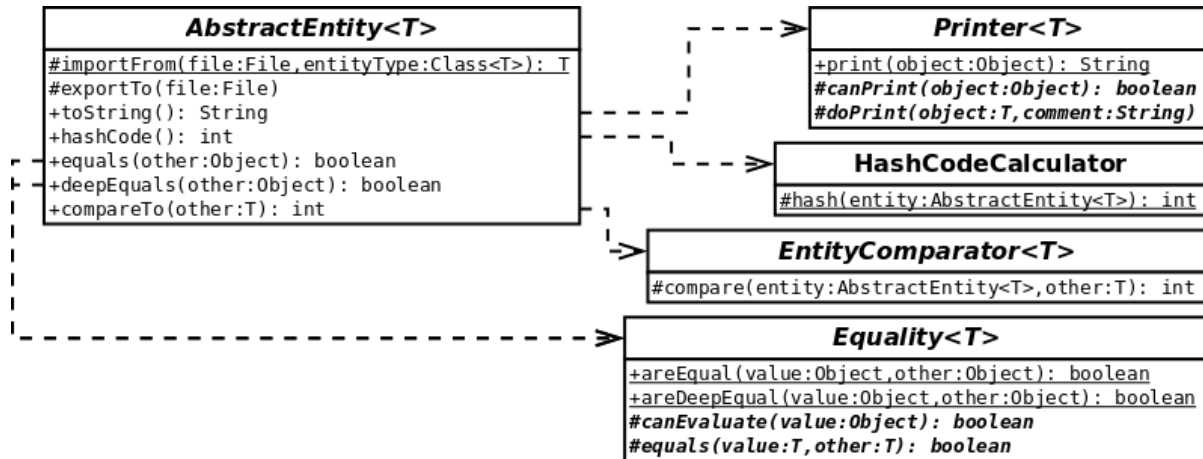 AbstractEntity<T>
#importFrom(file:File,entityType:Class<T>): T
#exportTo(file:File)
+toString(): String
+hashCode(): int
+equals(other:Object): boolean
+deepEquals(other:Object): boolean
+compareTo(other:T): int
Printer<T>
+print(object:Object): String
#canPrint(object:Object): boolean
#doPrint(object:T,comment:String)
HashCodeCalculator
#hash(entity:AbstractEntity<T>): int
EntityComparator<T>
#compare(entity:AbstractEntity<T>,other:T): int
Equality<T>
+areEqual(value:Object,other:Object): boolean
+areDeepEqual(value:Object,other:Object): boolean
#canEvaluate(value:Object): boolean
#equals(value:T,other:T): boolean